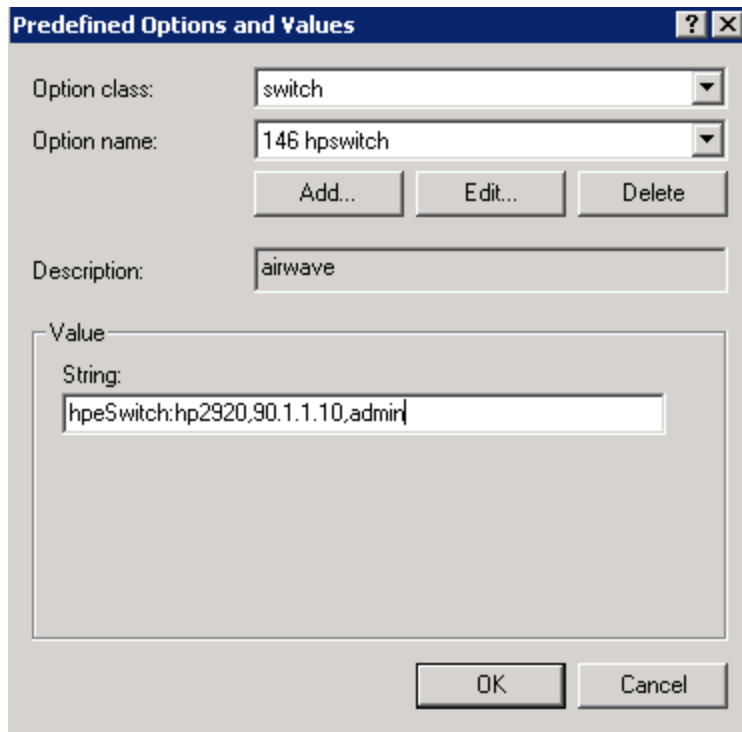 Predefined Options and Values
Option class: switch
Option name: 146 hpswitch
Add... Edit... Delete
Description: airwave
Value
String:
hpeSwitch:hp2920,90.1.1.10,admin
OK Cancel